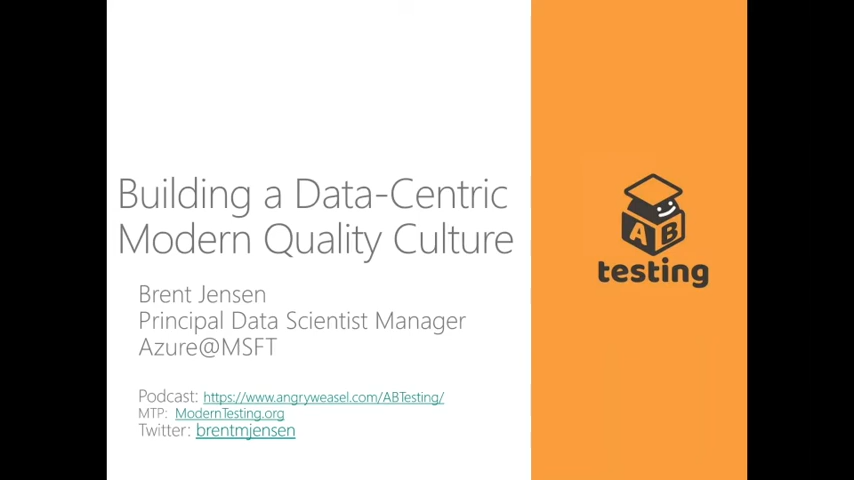 Building a Data-Centric
Modern Quality Culture
Brent Jensen
Principal Data Scientist Manager
Azure@MSFT
Podcast: https://www.angryweasel.com/ABTesting/
MTP: ModernTesting.org
Twitter: brentmjensen
A B
testing